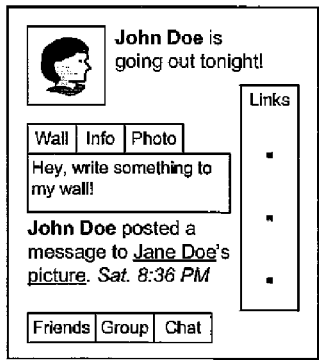 John Doe is
going out tonight!
Links
Wall Info Photo
Hey, write something to
my wall!
John Doe posted a
message to Jane Doe's
picture. Sat. 8:36 PM
Friends Group Chat